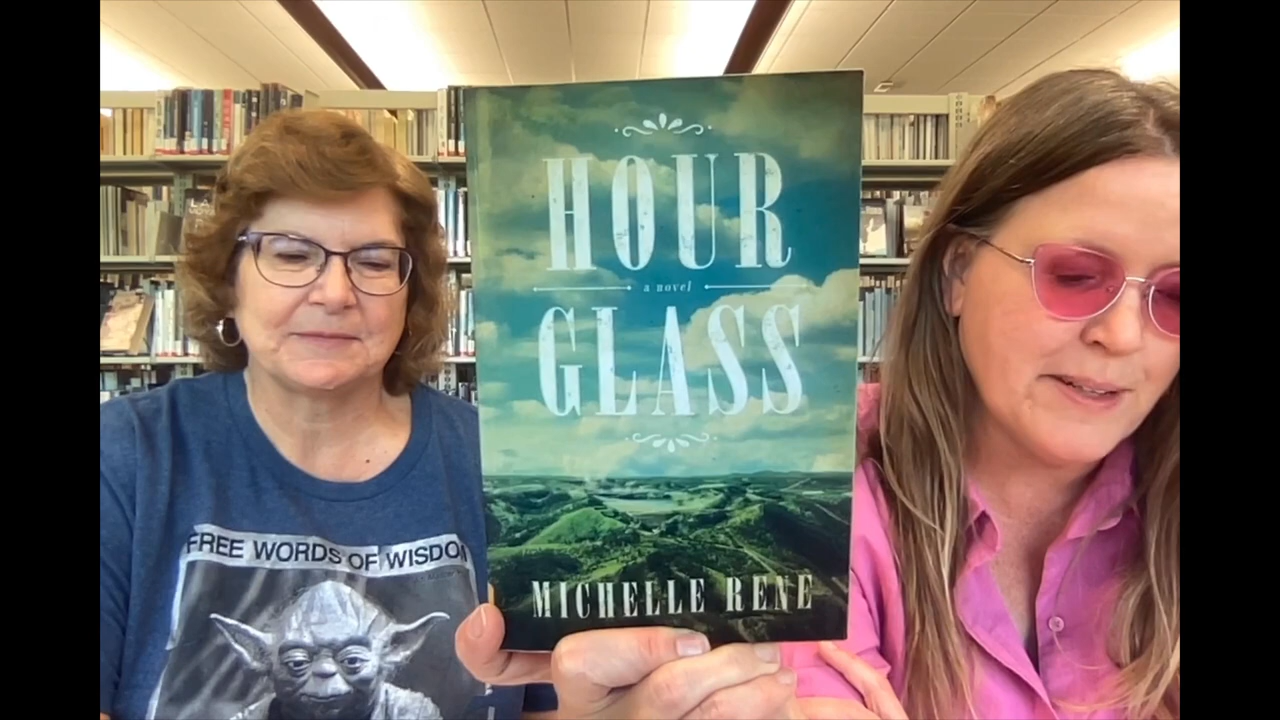 HOUR
a novel
GLASS
MICHELLE RENE
FREE WORDS OF WISDOM